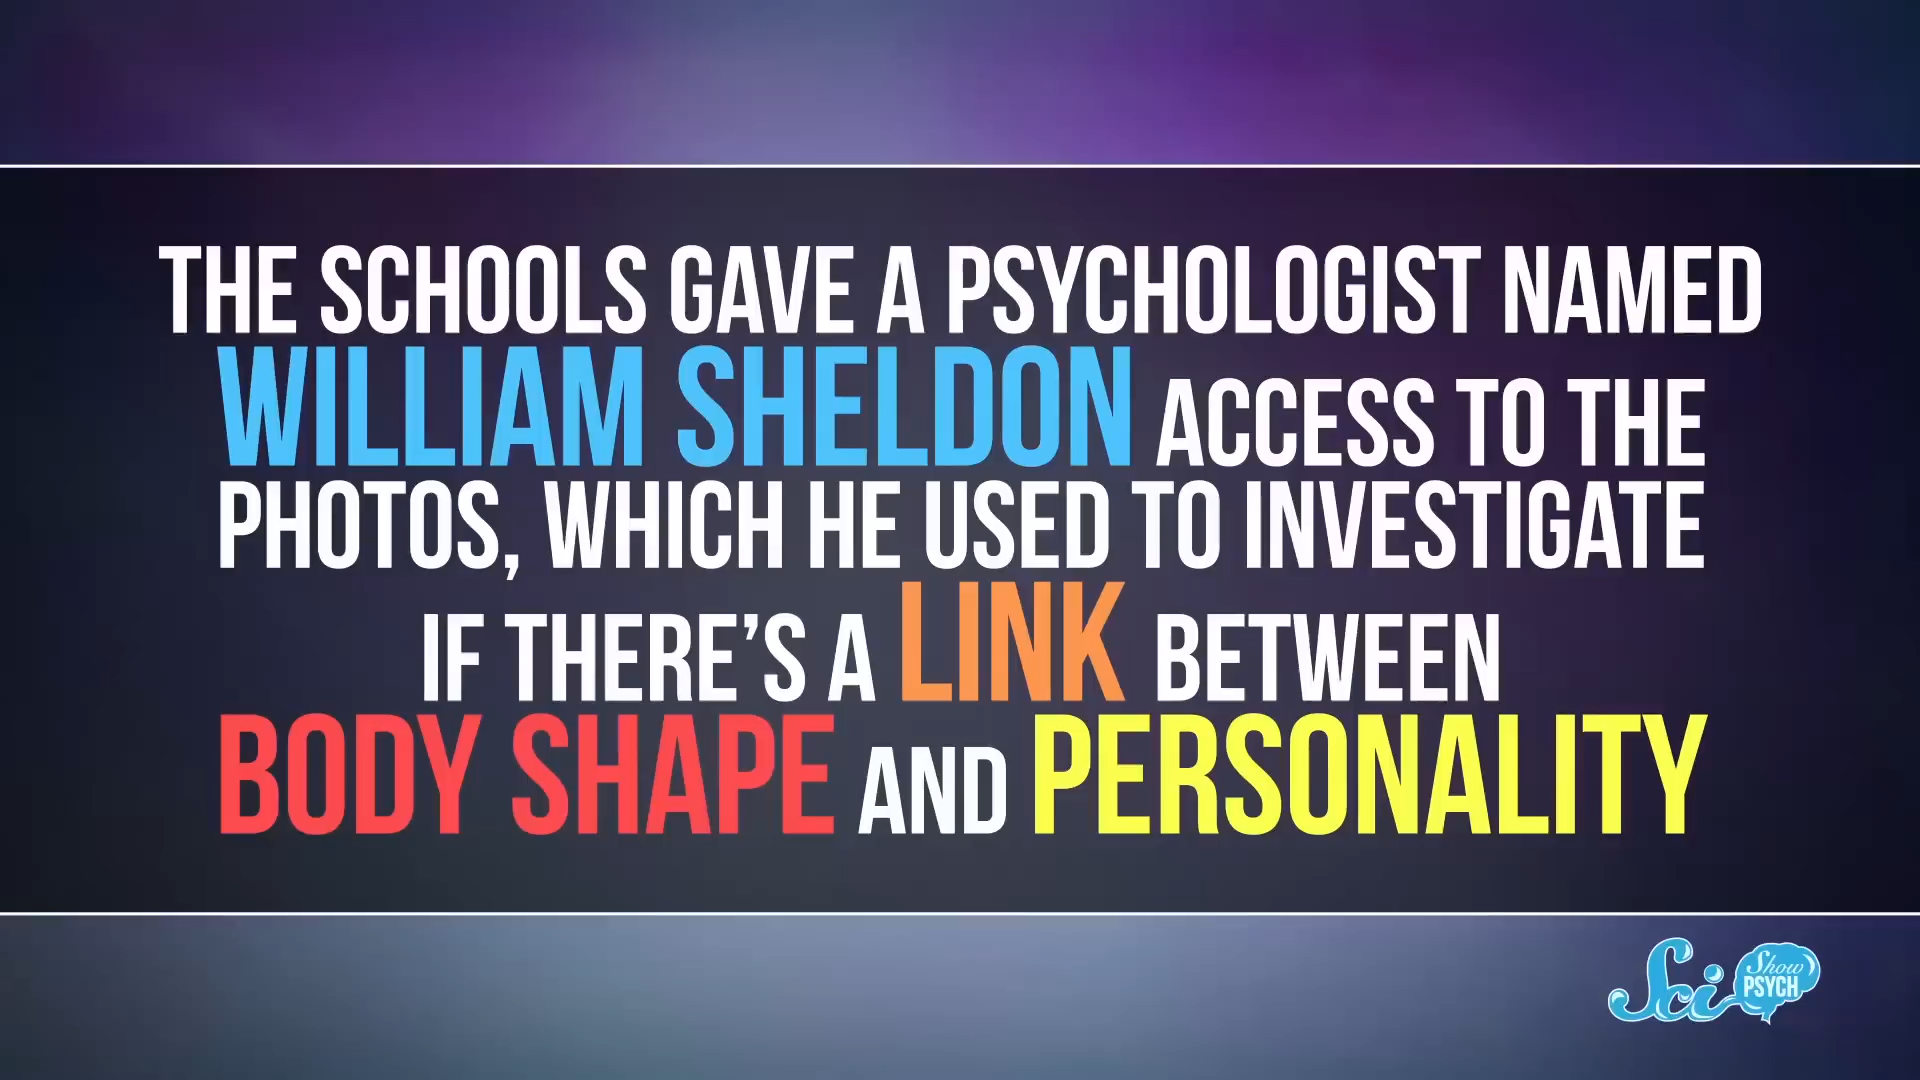 THE SCHOOLS GAVE A PSYCHOLOGIST NAMED
WILLIAM SHELDON ACCESS TO THE
PHOTOS, WHICH HE USED TO INVESTIGATE
IF THERE’S A LINK BETWEEN
BODY SHAPE AND PERSONALITY
Sci Show
PSYCH